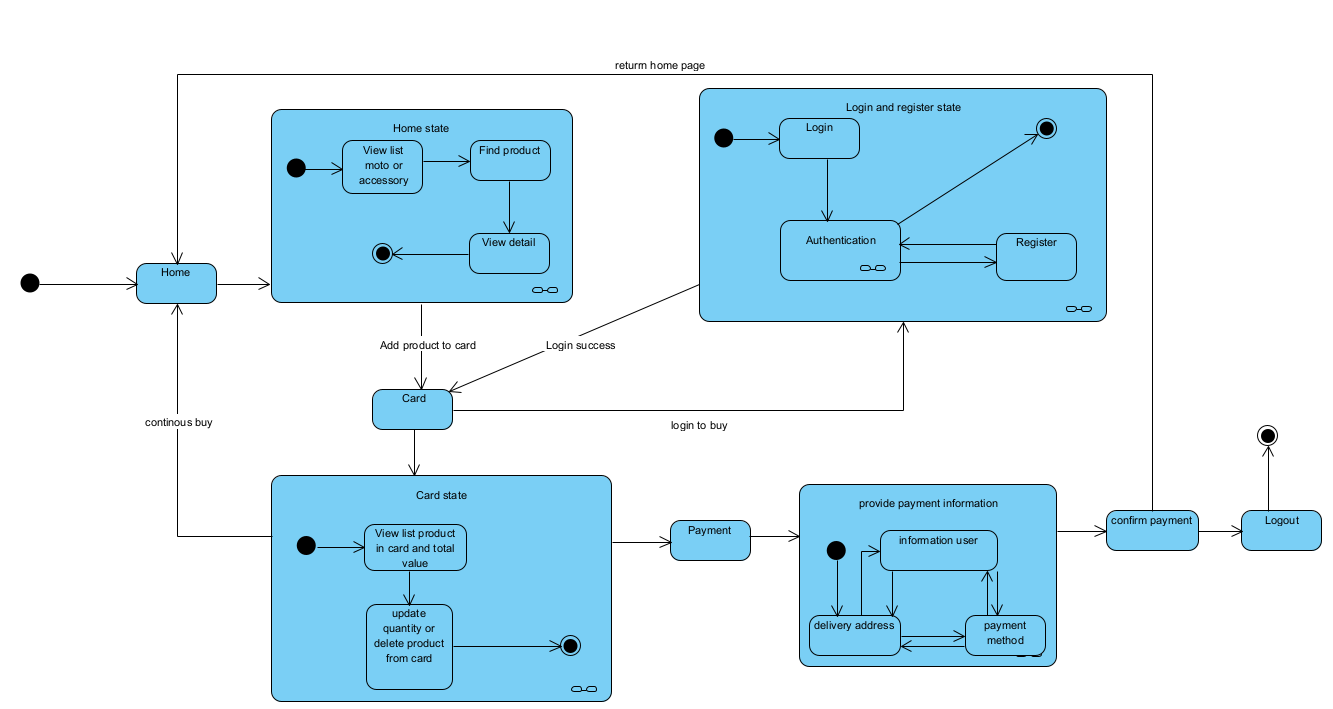 returm home page
Login and register state
Home state
Login
View list
moto or
accessory
Find product
Authentication
Register
View detail
Home
Add product to card
Login success
Card
continous buy
login to buy
Card state
provide payment information
View list product
in card and total
value
Payment
information user
confirm payment
Logout
update
quantity or
delete product
from card
delivery address
payment
method